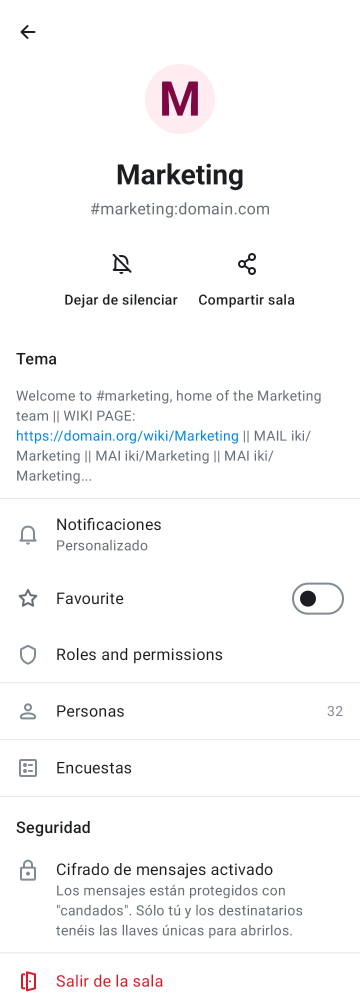 M
Marketing
#marketing:domain.com
Dejar de silenciar
Compartir sala
Tema
Welcome to #marketing, home of the Marketing
team || WIKI PAGE:
https://domain.org/wiki/Marketing || MAIL iki/
Marketing || MAI iki/Marketing || MAI iki/
Marketing...
Notificaciones
Personalizado
Favourite
Roles and permissions
Personas 32
Encuestas
Seguridad
Cifrado de mensajes activado
Los mensajes están protegidos con
"candados". Sólo tú y los destinatarios
tenéis las llaves únicas para abrirlos.
Salir de la sala